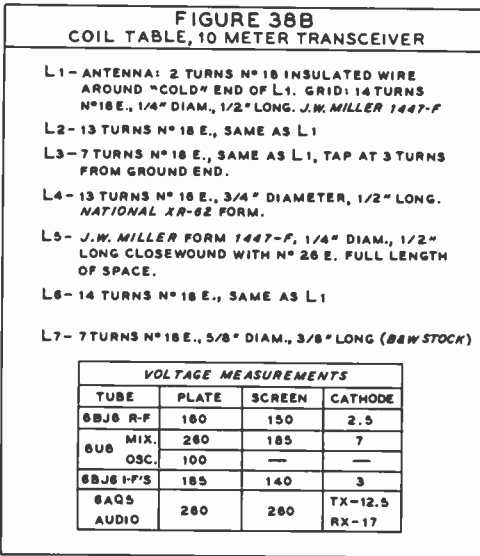 FIGURE 38B
COIL TABLE, 10 METER TRANSCEIVER
L1- ANTENNA: 2 TURNS Nº 18 INSULATED WIRE
AROUND "COLD" END OF L1. GRID: 14 TURNS
Nº18 E., 1/4" DIAM., 1/2" LONG. J.W. MILLER 1447-F
L2- 13 TURNS Nº 18 E., SAME AS L1
L3- 7 TURNS Nº 18 E., SAME AS L1, TAP AT 3 TURNS
FROM GROUND END.
L4- 13 TURNS Nº 18 E., 3/4" DIAMETER, 1/2" LONG.
NATIONAL XR-62 FORM.
L5- J.W. MILLER FORM 1447-F, 1/4" DIAM., 1/2"
LONG CLOSEWOUND WITH Nº 26 E. FULL LENGTH
OF SPACE.
L6- 14 TURNS Nº 18 E., SAME AS L1
L7- 7 TURNS Nº 18 E., 5/8" DIAM., 3/8" LONG (B&W STOCK)
VOLTAGE MEASUREMENTS
TUBE PLATE SCREEN CATHODE
6BJ6 R-F 160 150 2.5
6U8 MIX. 260 185 7
OSC. 100 — —
6BJ6 I-F'S 185 140 3
6AQ5 AUDIO 260 260 TX-12.5
RX-17